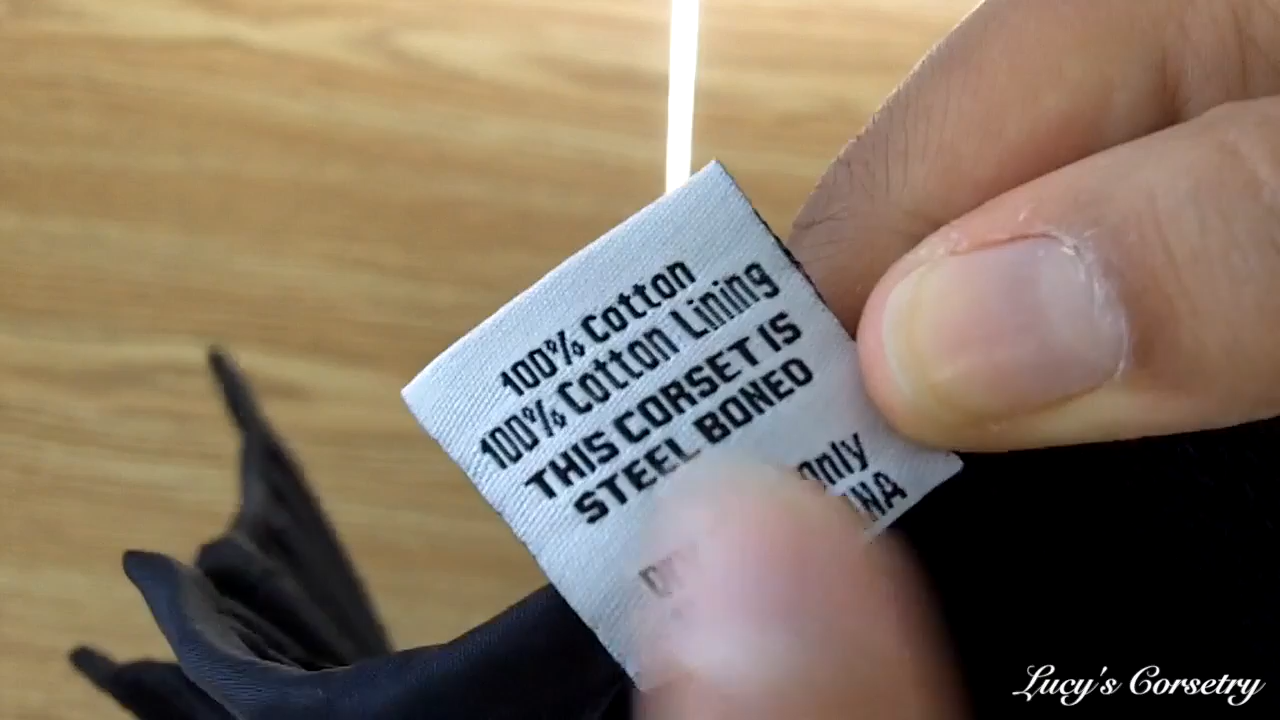 100% Cotton
100% Cotton Lining
THIS CORSET IS
STEEL BONED
only
Lucy's Corsetry